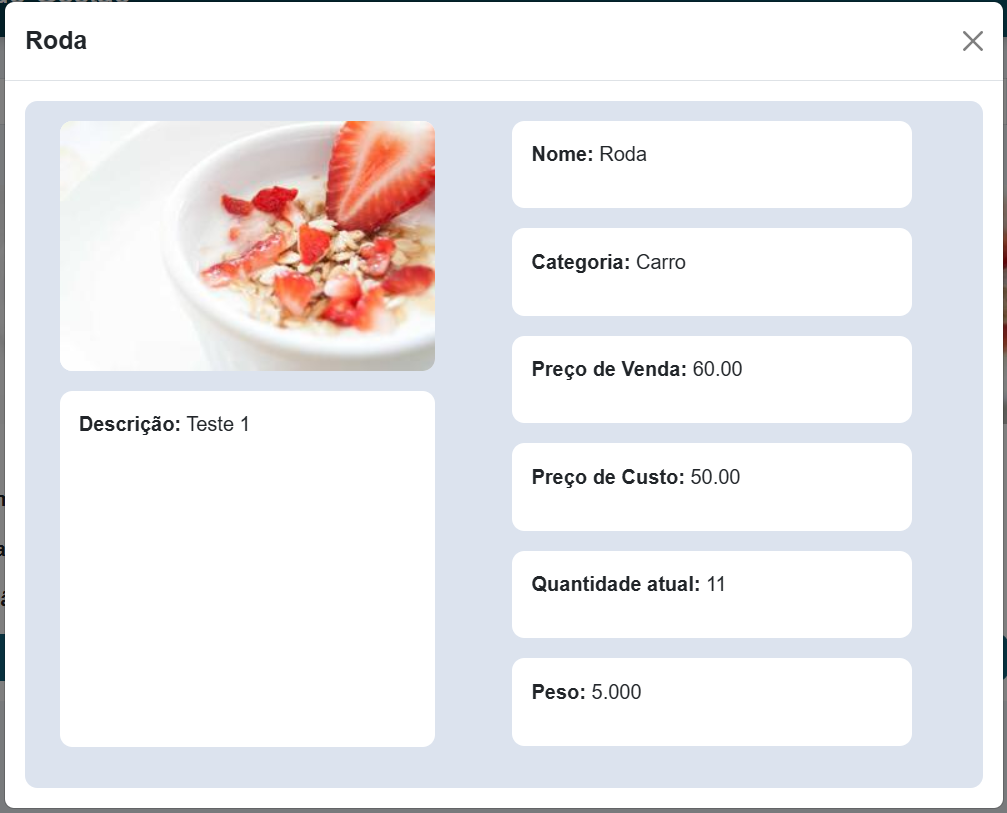 Roda
Nome: Roda
Categoria: Carro
Preço de Venda: 60.00
Preço de Custo: 50.00
Quantidade atual: 11
Peso: 5.000
Descrição: Teste 1